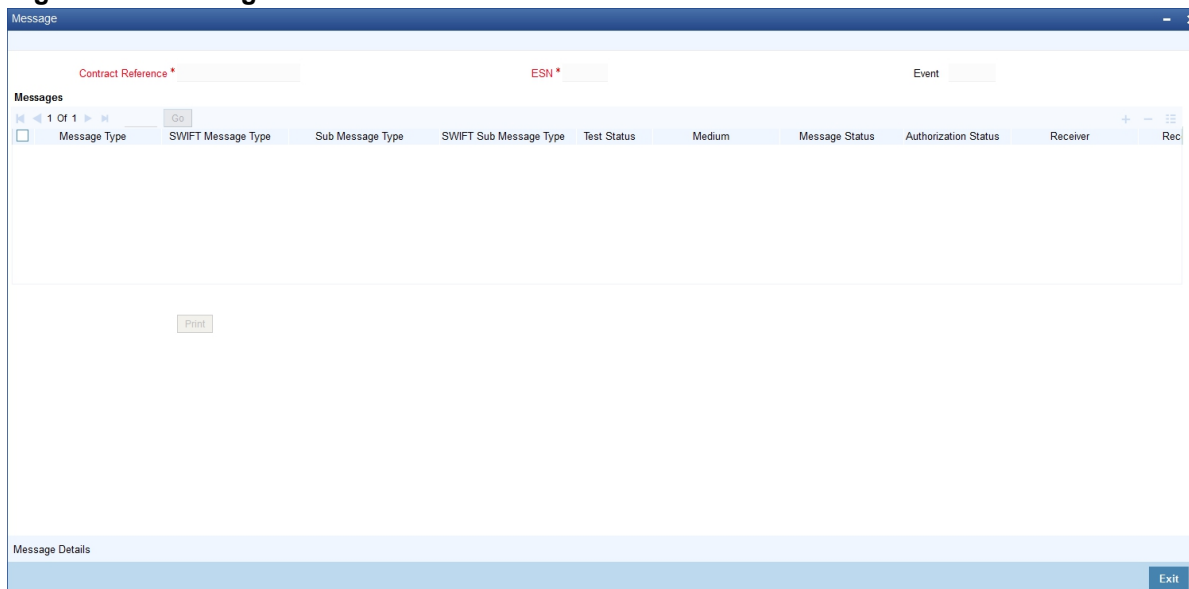 Message
Contract Reference * ESN * Event
Messages
1 Of 1 Go
Message Type SWIFT Message Type Sub Message Type SWIFT Sub Message Type Test Status Medium Message Status Authorization Status Receiver Rec
Print
Message Details
Exit